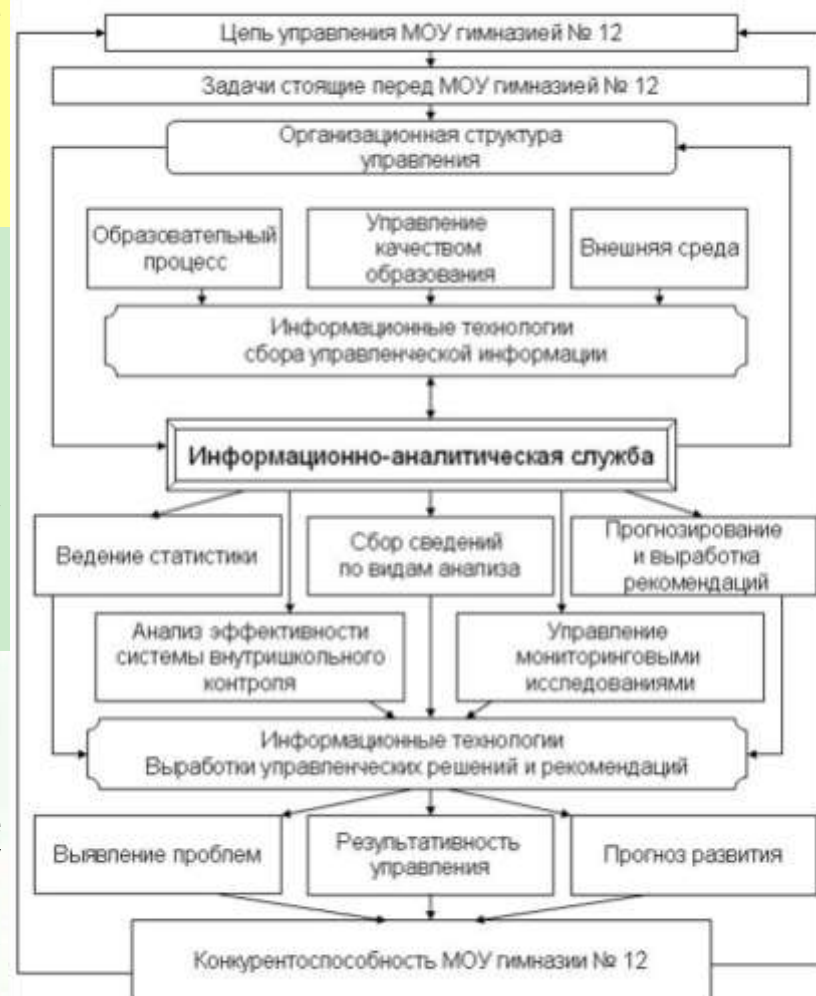 Цель управления МОУ гимназией № 12
Задачи стоящие перед МОУ гимназией № 12
Организационная структура
управления
Образовательный
процесс
Управление
качеством
образования
Внешняя среда
Информационные технологии
сбора управленческой информации
Информационно-аналитическая служба
Ведение статистики
Сбор сведений
по видам анализа
Прогнозирование
и выработка
рекомендаций
Анализ эффективности
системы внутришкольного
контроля
Управление
мониторинговыми
исследованиями
Информационные технологии
Выработки управленческих решений и рекомендаций
Выявление проблем
Результативность
управления
Прогноз развития
Конкурентоспособность МОУ гимназии № 12